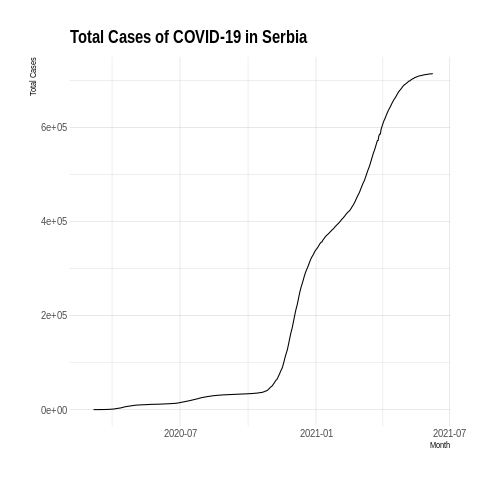 Total Cases of COVID-19 in Serbia
Total Cases
6e+05
4e+05
2e+05
0e+00
2020-07
2021-01
2021-07
Month